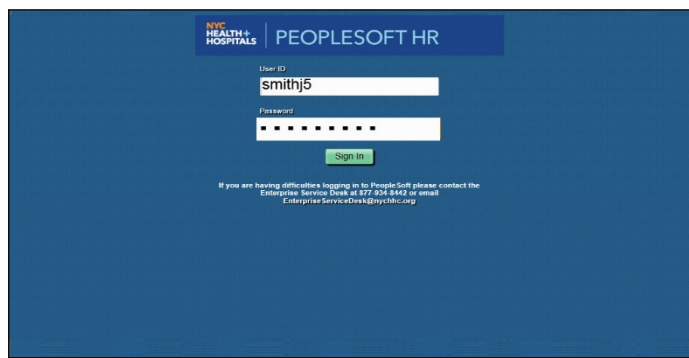 NYC
HEALTH+
HOSPITALS
PEOPLESOFT HR
User ID
smithj5
Password
Sign In
If you are having difficulties logging in to PeopleSoft please contact the
Enterprise Service Desk at 877-934-8442 or email
EnterpriseServiceDesk@nychhc.org